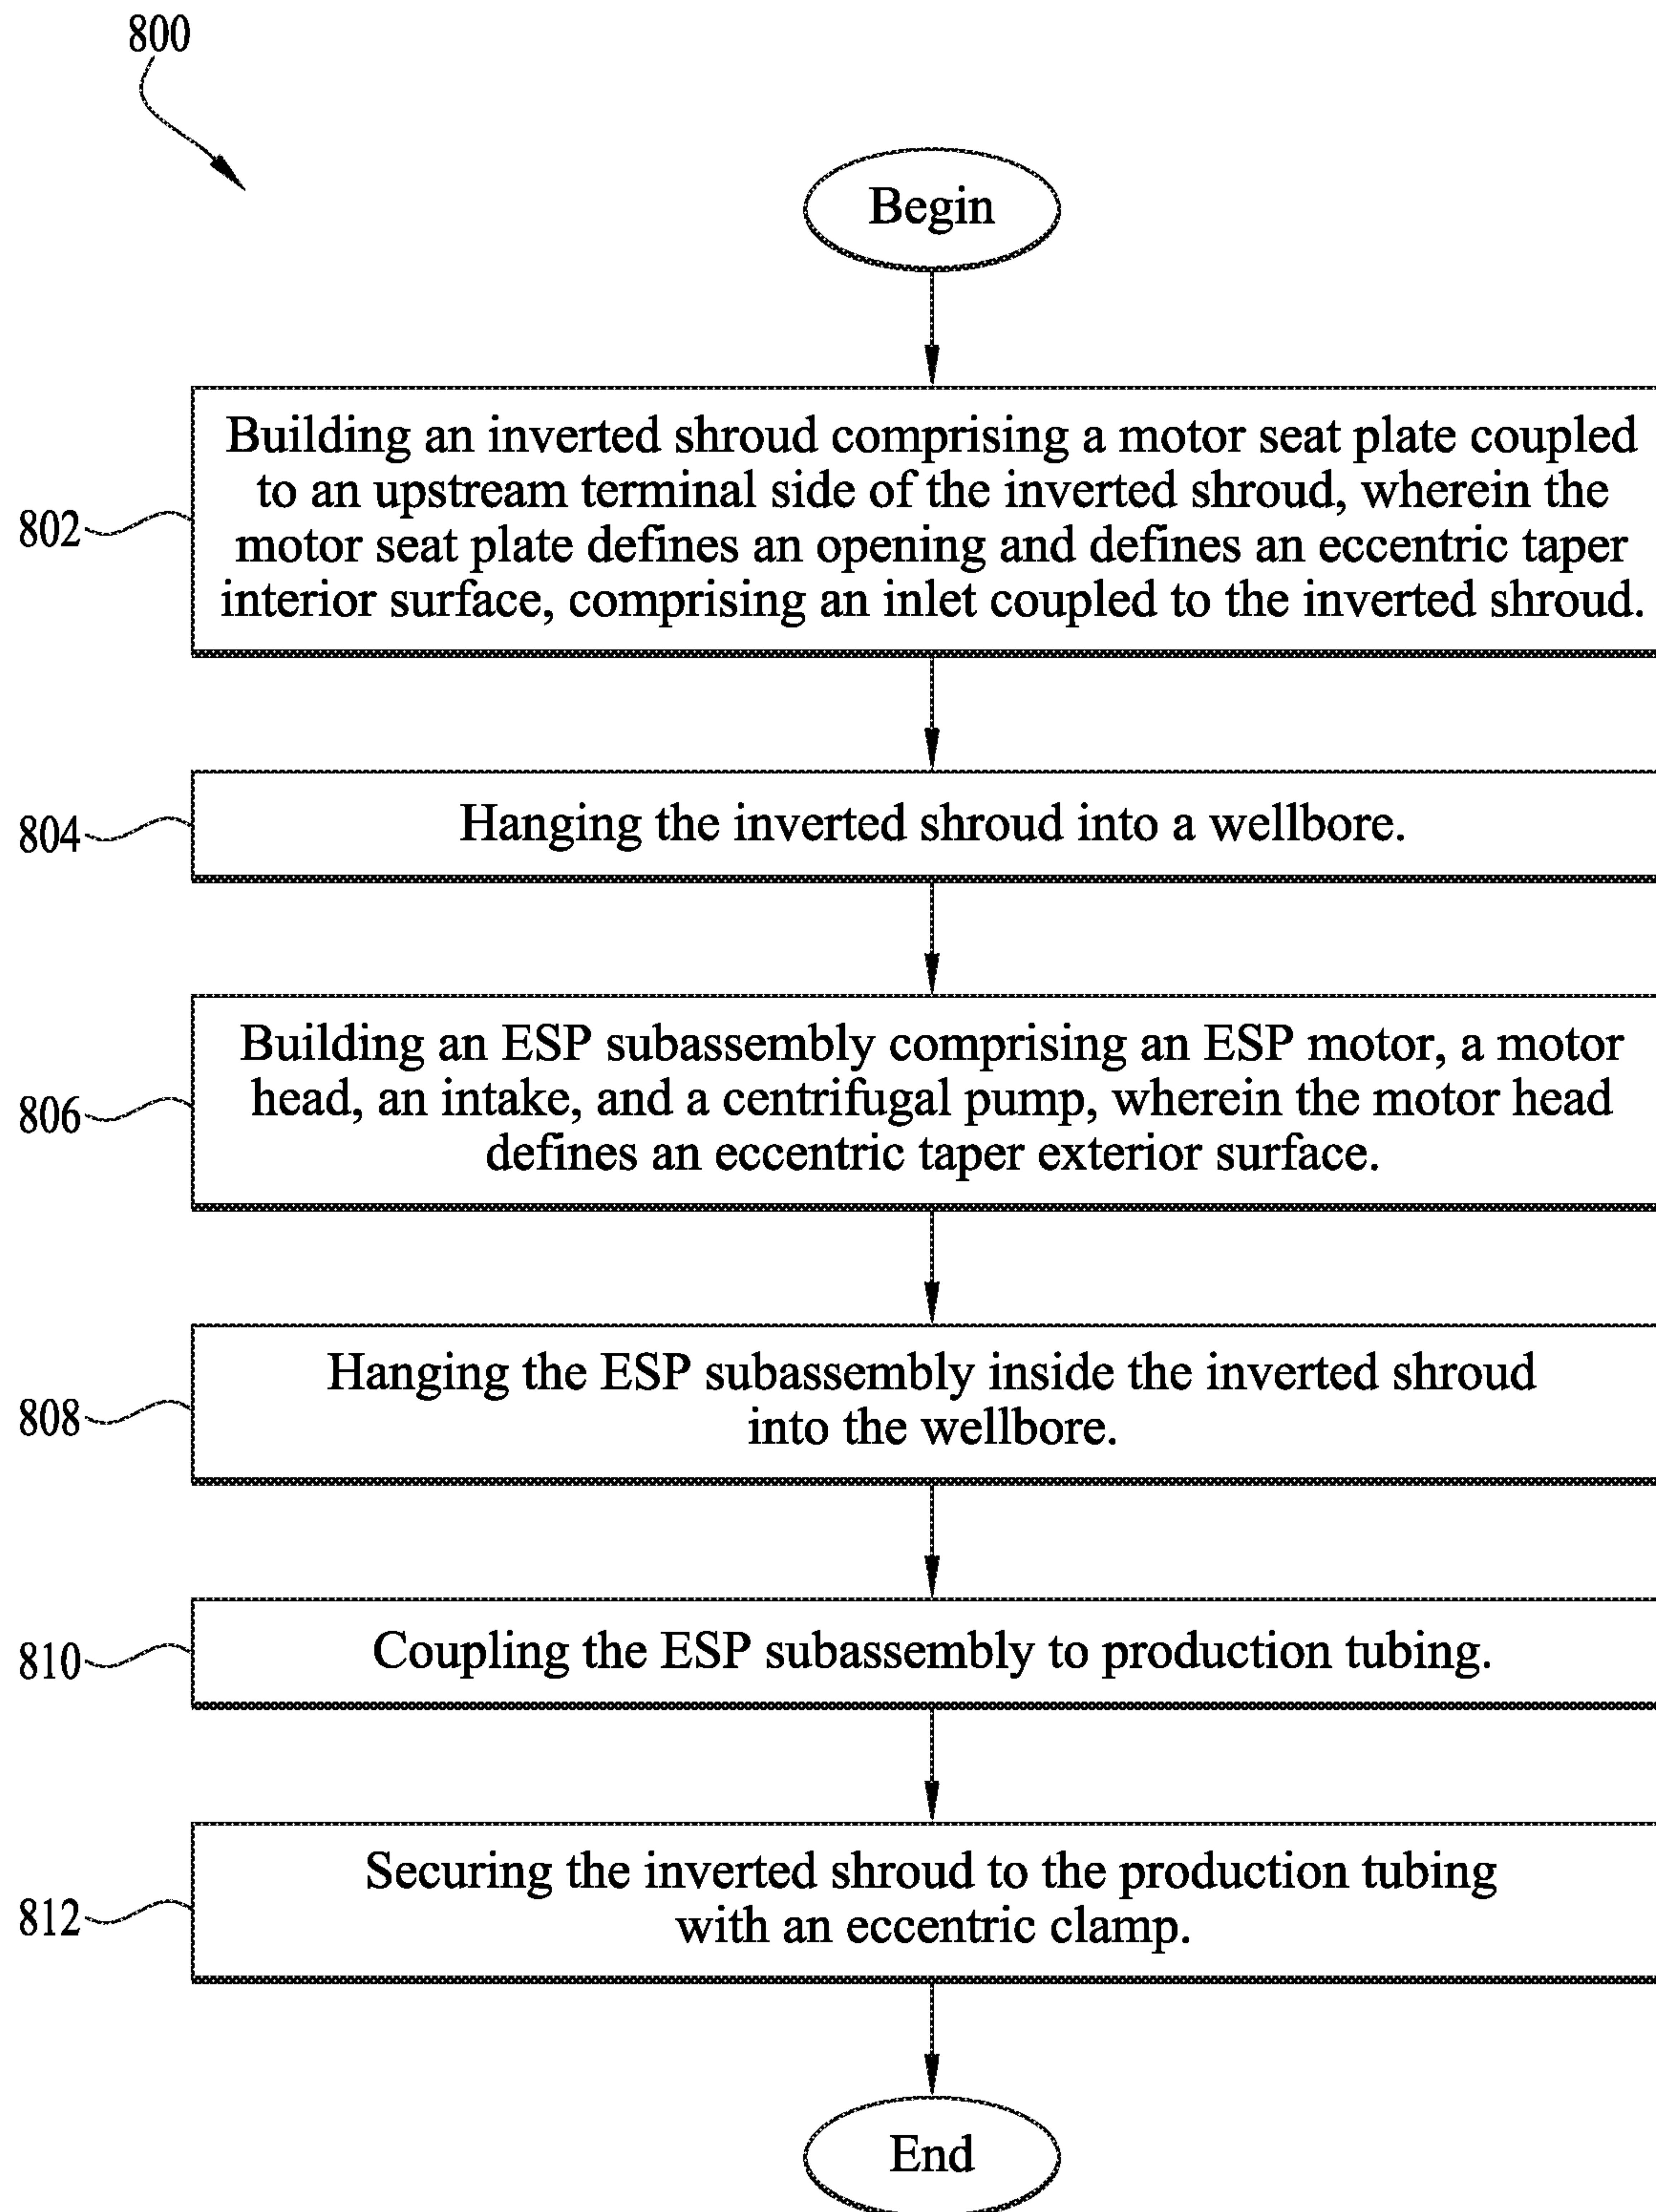 800
Begin
802
Building an inverted shroud comprising a motor seat plate coupled
to an upstream terminal side of the inverted shroud, wherein the
motor seat plate defines an opening and defines an eccentric taper
interior surface, comprising an inlet coupled to the inverted shroud.
804
Hanging the inverted shroud into a wellbore.
806
Building an ESP subassembly comprising an ESP motor, a motor
head, an intake, and a centrifugal pump, wherein the motor head
defines an eccentric taper exterior surface.
808
Hanging the ESP subassembly inside the inverted shroud
into the wellbore.
810
Coupling the ESP subassembly to production tubing.
812
Securing the inverted shroud to the production tubing
with an eccentric clamp.
End